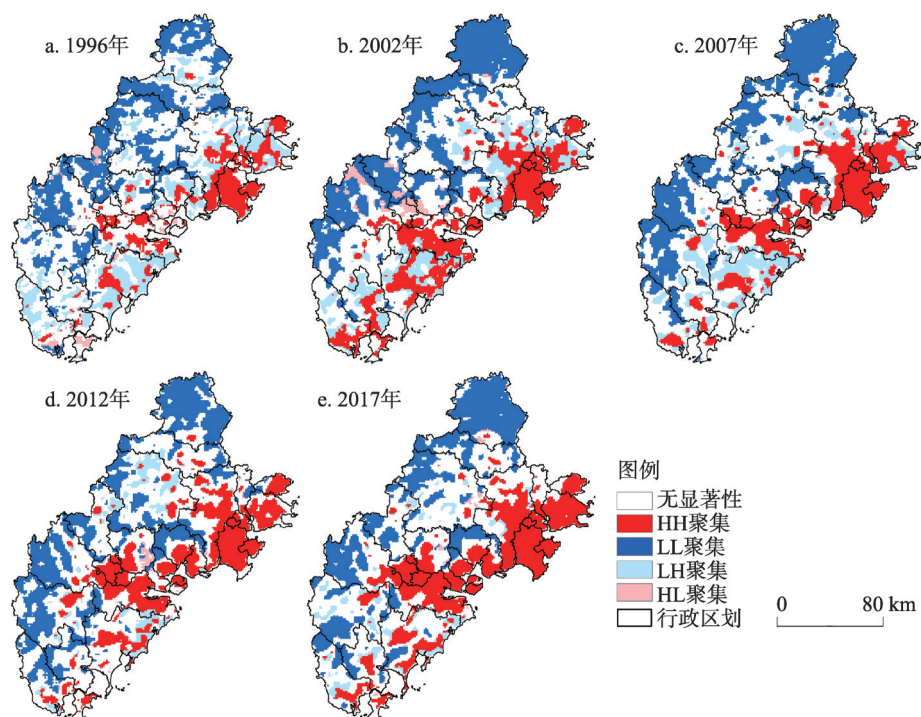 a. 1996年
b. 2002年
c. 2007年
d. 2012年
e. 2017年
图例
无显著性
HH聚集
LL聚集
LH聚集
HL聚集
行政区划
0 80 km